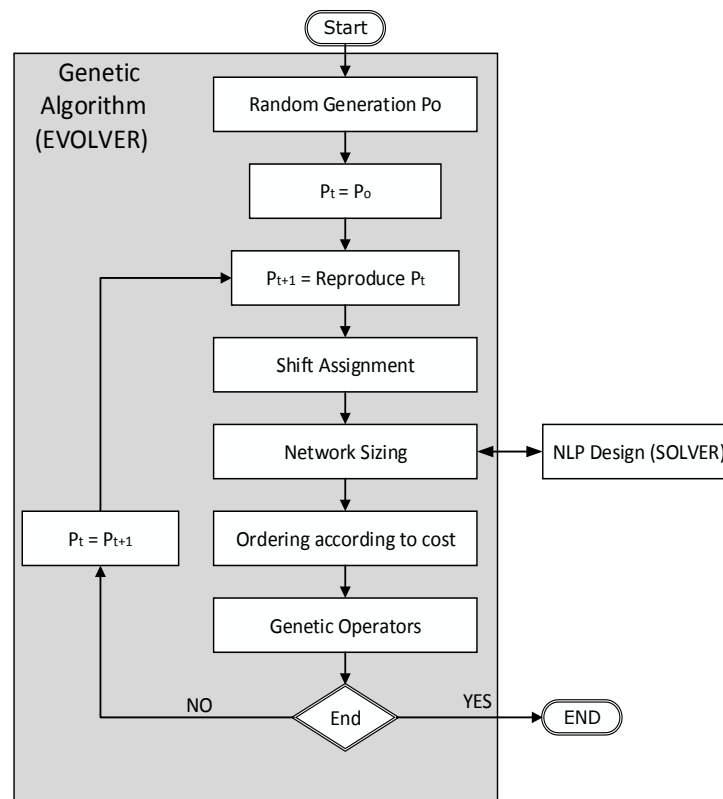 Start
Genetic
Algorithm
(EVOLVER)
Random Generation Po
Pt = Po
Pt+1 = Reproduce Pt
Shift Assignment
Network Sizing
NLP Design (SOLVER)
Pt = Pt+1
Ordering according to cost
Genetic Operators
NO
End
YES
END